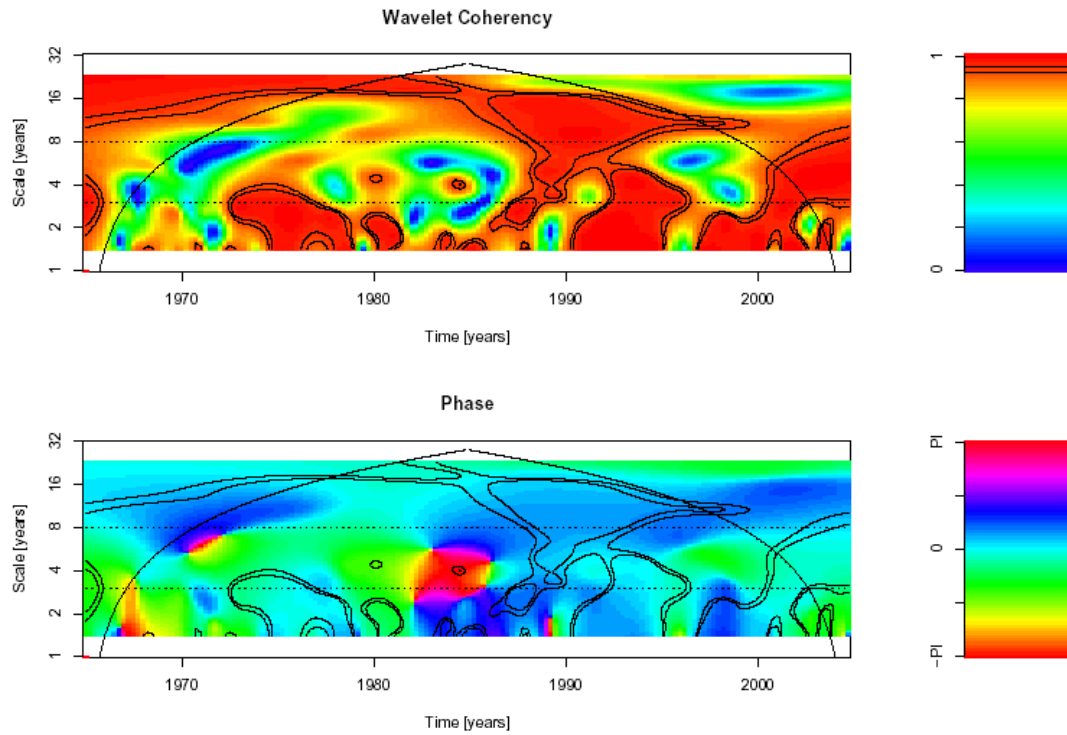 Wavelet Coherency
Scale [years]
32
16
8
4
2
1
1970
1980
1990
2000
Time [years]
1
0
Phase
Scale [years]
32
16
8
4
2
1
1970
1980
1990
2000
Time [years]
PI
0
−PI